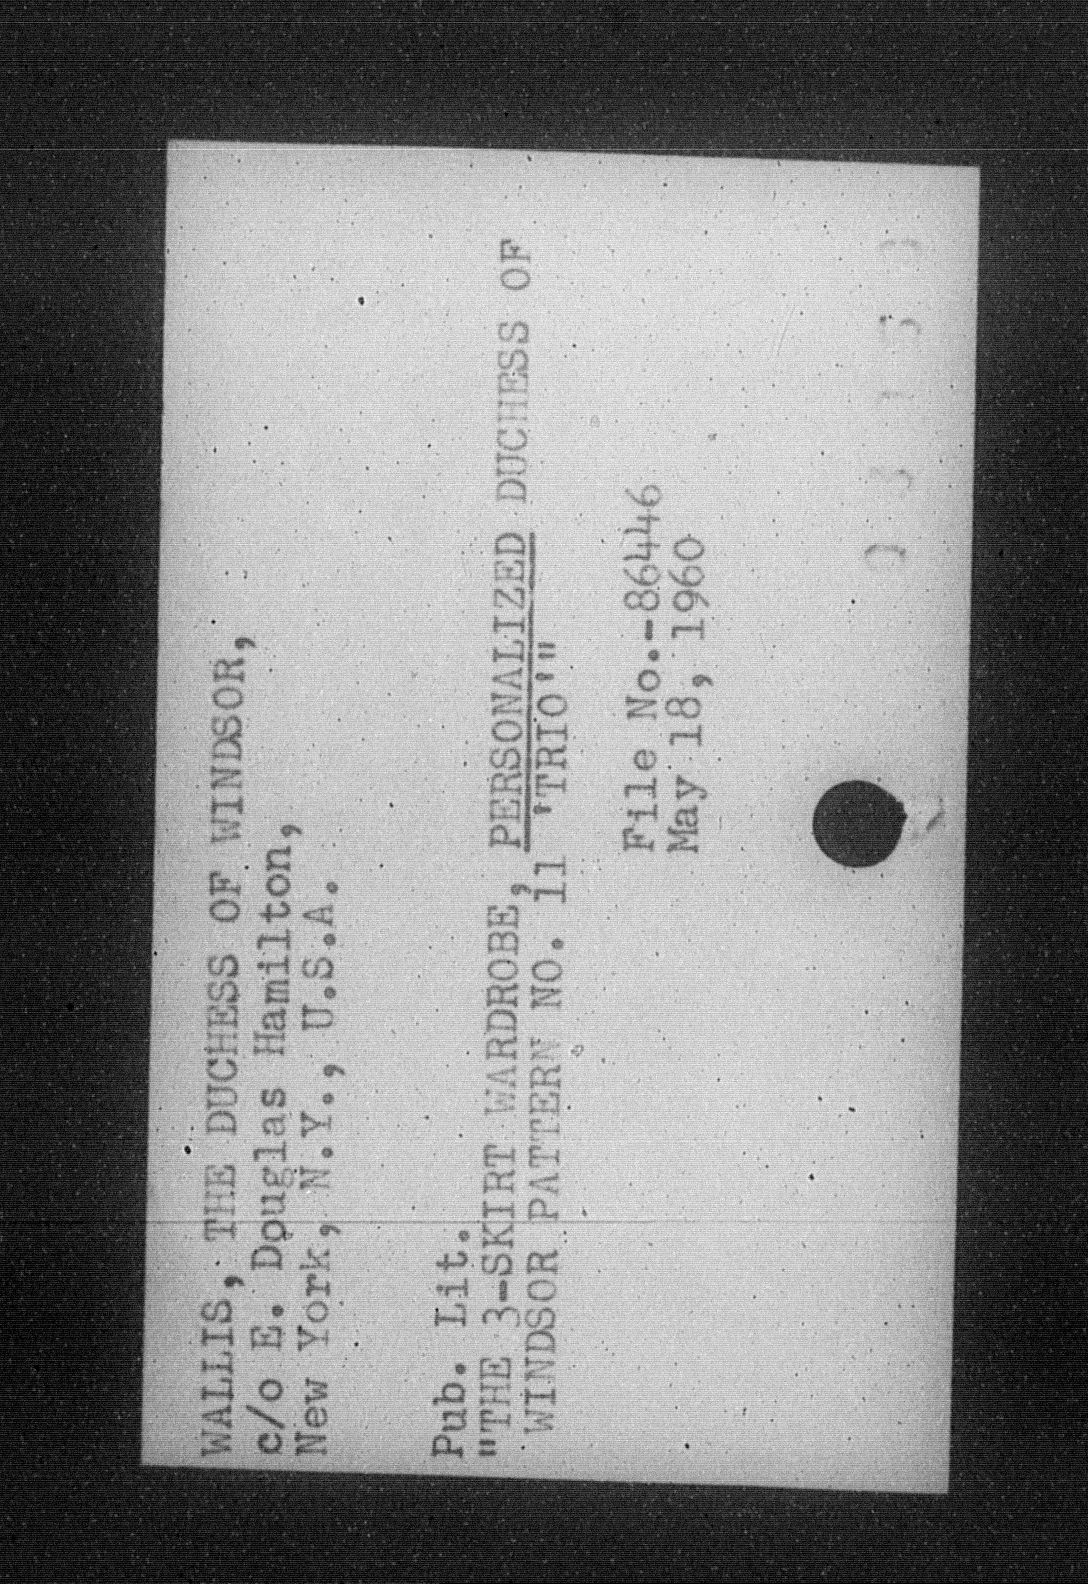 WALLIS, THE DUCHESS OF WINDSOR,
c/o E. Douglas Hamilton,
New York, N.Y., U.S.A.
Pub. Lit.
"THE 3-SKIRT WARDROBE, PERSONALIZED DUCHESS OF
WINDSOR PATTERN NO. 11 'TRIO'"
File No.-86446
May 18, 1960